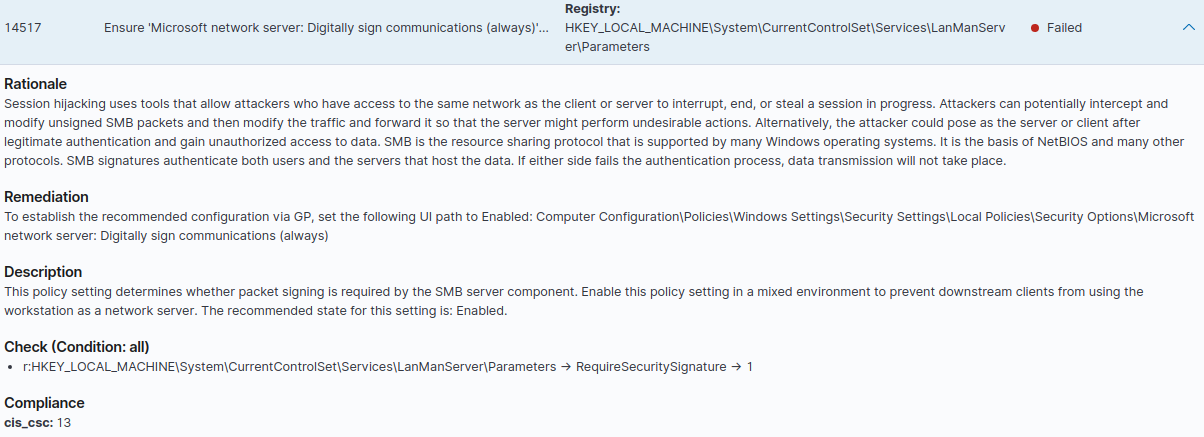 14517
Ensure 'Microsoft network server: Digitally sign communications (always)'...
Registry:
HKEY_LOCAL_MACHINE\System\CurrentControlSet\Services\LanManServ
er\Parameters
Failed
Rationale
Session hijacking uses tools that allow attackers who have access to the same network as the client or server to interrupt, end, or steal a session in progress. Attackers can potentially intercept and
modify unsigned SMB packets and then modify the traffic and forward it so that the server might perform undesirable actions. Alternatively, the attacker could pose as the server or client after
legitimate authentication and gain unauthorized access to data. SMB is the resource sharing protocol that is supported by many Windows operating systems. It is the basis of NetBIOS and many other
protocols. SMB signatures authenticate both users and the servers that host the data. If either side fails the authentication process, data transmission will not take place.
Remediation
To establish the recommended configuration via GP, set the following UI path to Enabled: Computer Configuration\Policies\Windows Settings\Security Settings\Local Policies\Security Options\Microsoft
network server: Digitally sign communications (always)
Description
This policy setting determines whether packet signing is required by the SMB server component. Enable this policy setting in a mixed environment to prevent downstream clients from using the
workstation as a network server. The recommended state for this setting is: Enabled.
Check (Condition: all)
• r:HKEY_LOCAL_MACHINE\System\CurrentControlSet\Services\LanManServer\Parameters → RequireSecuritySignature → 1
Compliance
cis_csc: 13